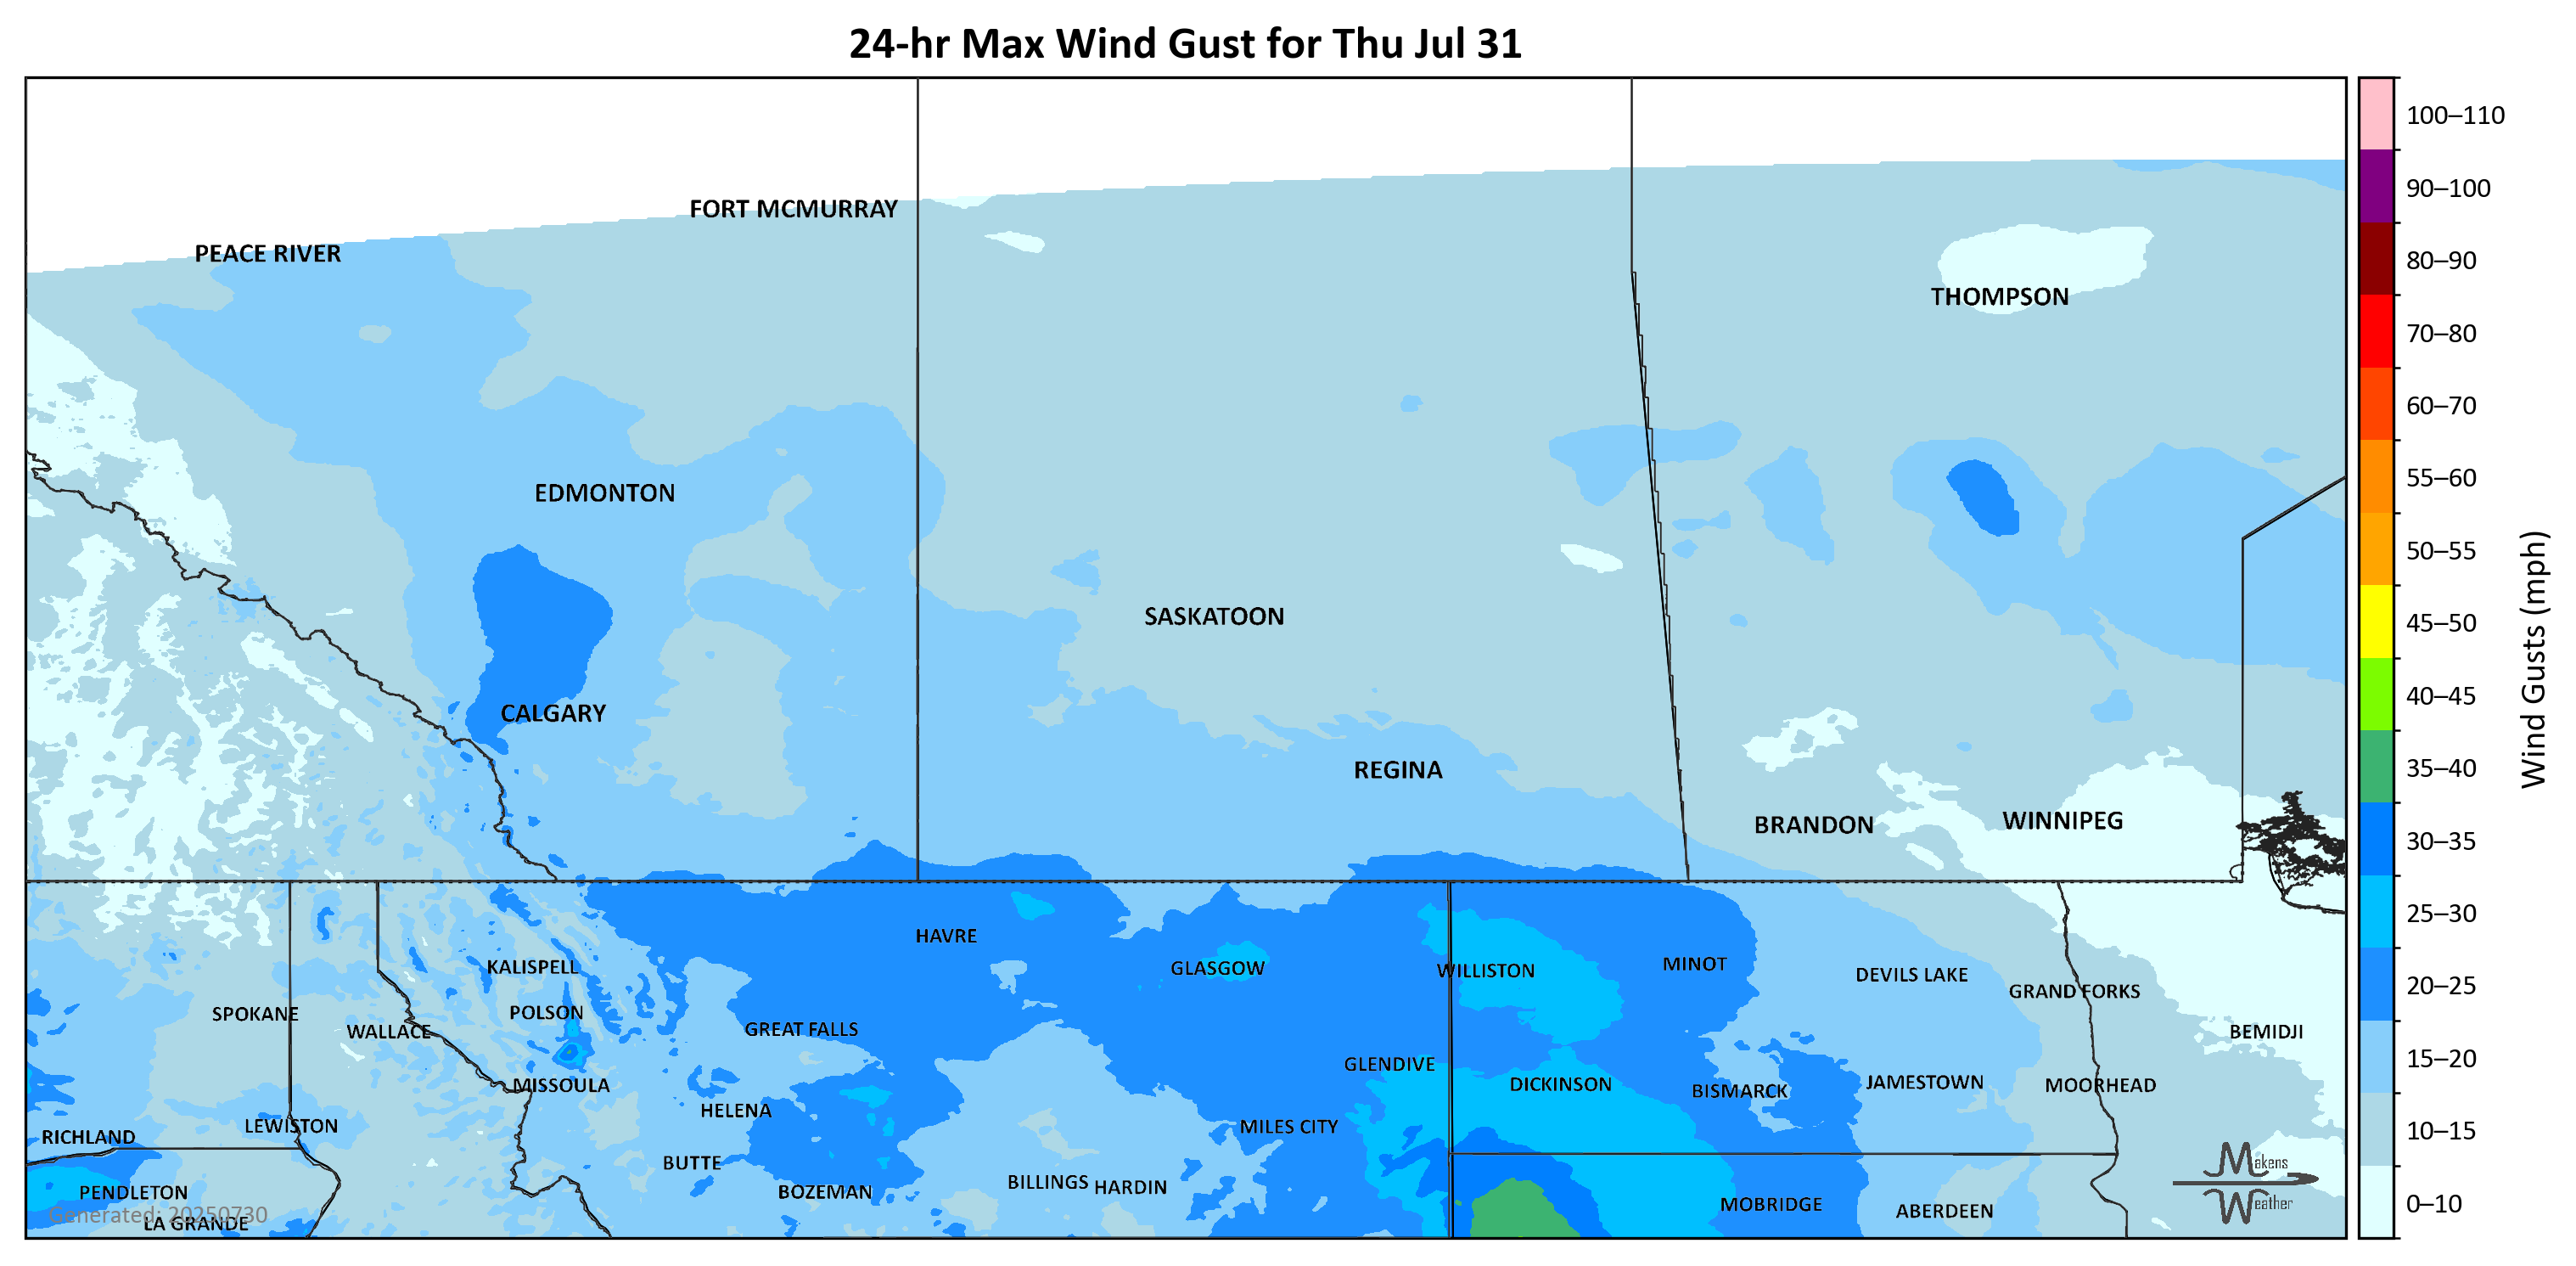 24-hr Max Wind Gust for Thu Jul 31
FORT MCMURRAY
PEACE RIVER
THOMPSON
EDMONTON
SASKATOON
CALGARY
REGINA
BRANDON
WINNIPEG
HAVRE
KALISPELL
GLASGOW
WILLISTON
MINOT
DEVILS LAKE
GRAND FORKS
SPOKANE
POLSON
WALLACE
GREAT FALLS
BEMIDJI
GLENDIVE
MISSOULA
DICKINSON
BISMARCK
JAMESTOWN
MOORHEAD
HELENA
LEWISTON
MILES CITY
RICHLAND
BUTTE
PENDLETON
BOZEMAN
BILLINGS
HARDIN
MOBRIDGE
ABERDEEN
LA GRANDE
Generated: 20250730
Makens
Weather
100–110
90–100
80–90
70–80
60–70
55–60
50–55
45–50
40–45
35–40
30–35
25–30
20–25
15–20
10–15
0–10
Wind Gusts (mph)